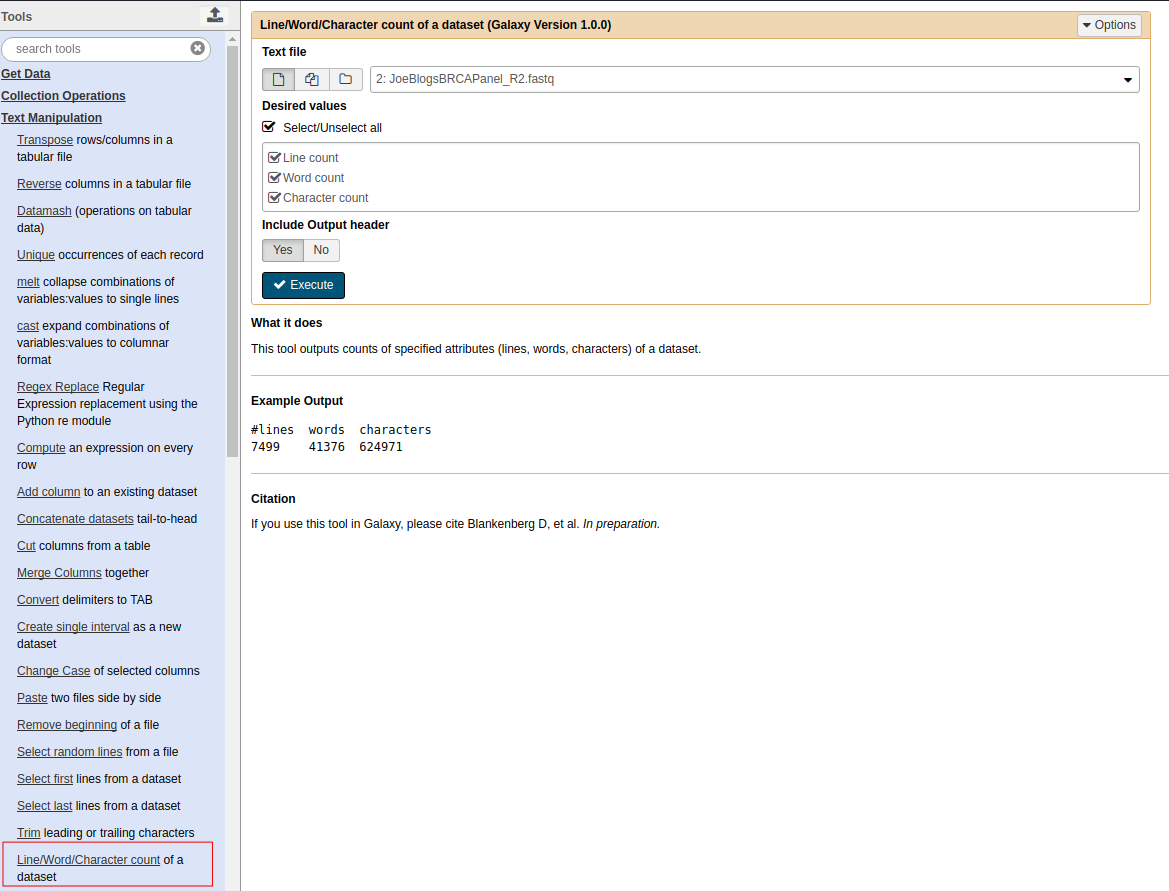 Tools
search tools
Get Data
Collection Operations
Text Manipulation
Transpose rows/columns in a
tabular file
Reverse columns in a tabular file
Datamash (operations on tabular
data)
Unique occurrences of each record
melt collapse combinations of
variables:values to single lines
cast expand combinations of
variables:values to columnar
format
Regex Replace Regular
Expression replacement using the
Python re module
Compute an expression on every
row
Add column to an existing dataset
Concatenate datasets tail-to-head
Cut columns from a table
Merge Columns together
Convert delimiters to TAB
Create single interval as a new
dataset
Change Case of selected columns
Paste two files side by side
Remove beginning of a file
Select random lines from a file
Select first lines from a dataset
Select last lines from a dataset
Trim leading or trailing characters
Line/Word/Character count of a
dataset
Line/Word/Character count of a dataset (Galaxy Version 1.0.0)
Options
Text file
2: JoeBlogsBRCAPanel_R2.fastq
Desired values
Select/Unselect all
Line count
Word count
Character count
Include Output header
Yes No
Execute
What it does
This tool outputs counts of specified attributes (lines, words, characters) of a dataset.
Example Output
#lines words characters
7499 41376 624971
Citation
If you use this tool in Galaxy, please cite Blankenberg D, et al. In preparation.